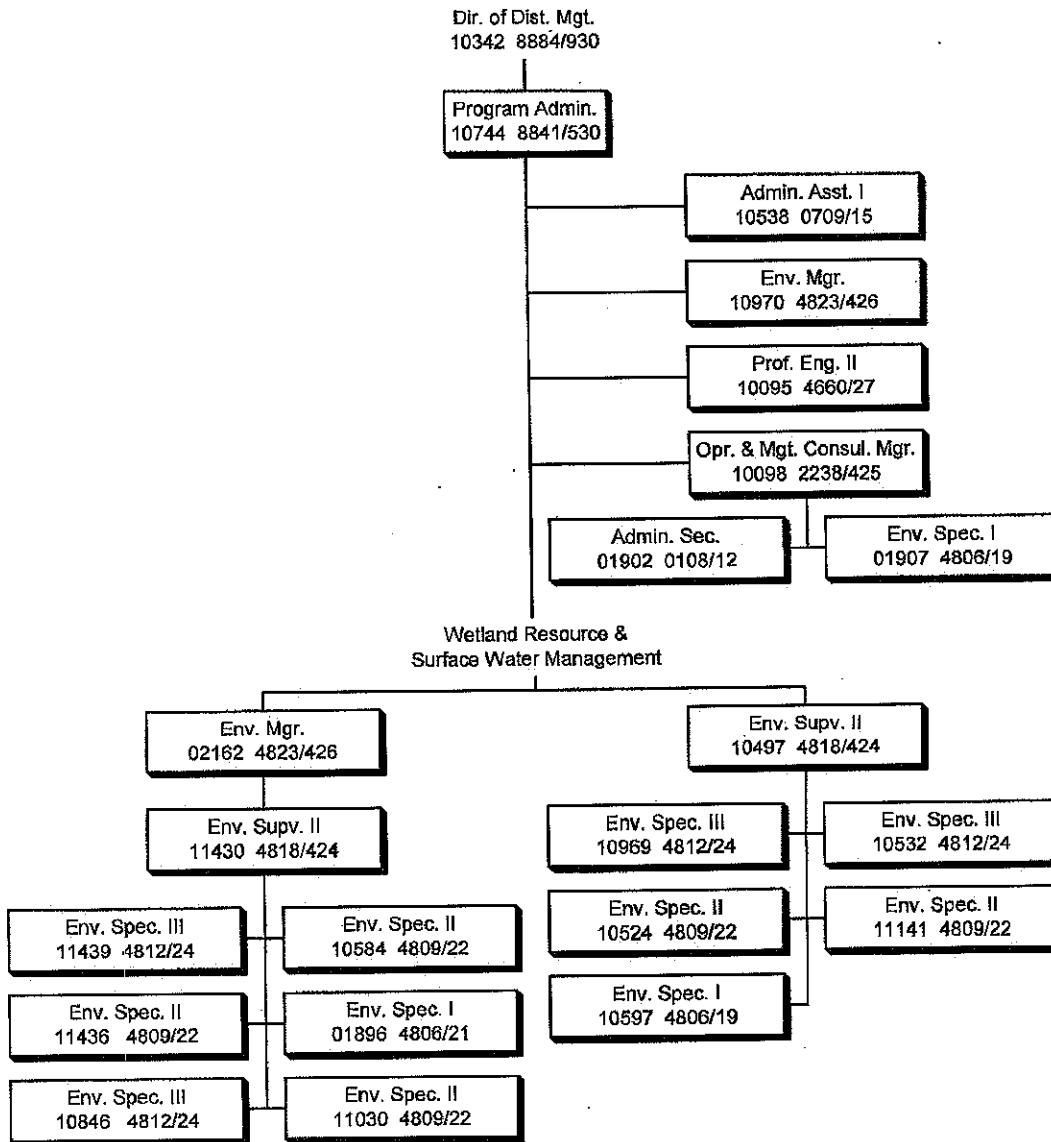 Dir. of Dist. Mgt.
10342 8884/930
Program Admin.
10744 8841/530
Admin. Asst. I
10538 0709/15
Env. Mgr.
10970 4823/426
Prof. Eng. II
10095 4660/27
Opr. & Mgt. Consul. Mgr.
10098 2238/425
Admin. Sec.
01902 0108/12
Env. Spec. I
01907 4806/19
Wetland Resource &
Surface Water Management
Env. Mgr.
02162 4823/426
Env. Supv. II
11430 4818/424
Env. Spec. III
11439 4812/24
Env. Spec. II
10584 4809/22
Env. Spec. II
11436 4809/22
Env. Spec. I
01896 4806/21
Env. Spec. III
10846 4812/24
Env. Spec. II
11030 4809/22
Env. Supv. II
10497 4818/424
Env. Spec. III
10969 4812/24
Env. Spec. III
10532 4812/24
Env. Spec. II
10524 4809/22
Env. Spec. II
11141 4809/22
Env. Spec. I
10597 4806/19